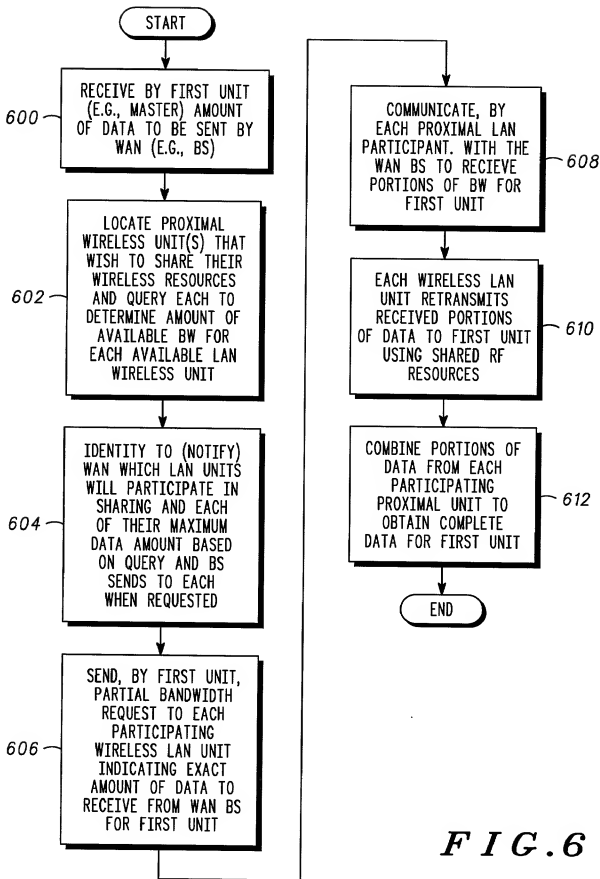 START
600
RECEIVE BY FIRST UNIT
(E.G., MASTER) AMOUNT
OF DATA TO BE SENT BY
WAN (E.G., BS)
602
LOCATE PROXIMAL
WIRELESS UNIT(S) THAT
WISH TO SHARE THEIR
WIRELESS RESOURCES
AND QUERY EACH TO
DETERMINE AMOUNT OF
AVAILABLE BW FOR
EACH AVAILABLE LAN
WIRELESS UNIT
604
IDENTITY TO (NOTIFY)
WAN WHICH LAN UNITS
WILL PARTICIPATE IN
SHARING AND EACH
OF THEIR MAXIMUM
DATA AMOUNT BASED
ON QUERY AND BS
SENDS TO EACH
WHEN REQUESTED
606
SEND, BY FIRST UNIT,
PARTIAL BANDWIDTH
REQUEST TO EACH
PARTICIPATING
WIRELESS LAN UNIT
INDICATING EXACT
AMOUNT OF DATA TO
RECEIVE FROM WAN BS
FOR FIRST UNIT
COMMUNICATE, BY
EACH PROXIMAL LAN
PARTICIPANT. WITH THE
WAN BS TO RECIEVE
PORTIONS OF BW FOR
FIRST UNIT
608
EACH WIRELESS LAN
UNIT RETRANSMITS
RECEIVED PORTIONS
OF DATA TO FIRST UNIT
USING SHARED RF
RESOURCES
610
COMBINE PORTIONS OF
DATA FROM EACH
PARTICIPATING
PROXIMAL UNIT TO
OBTAIN COMPLETE
DATA FOR FIRST UNIT
612
END
FIG.6